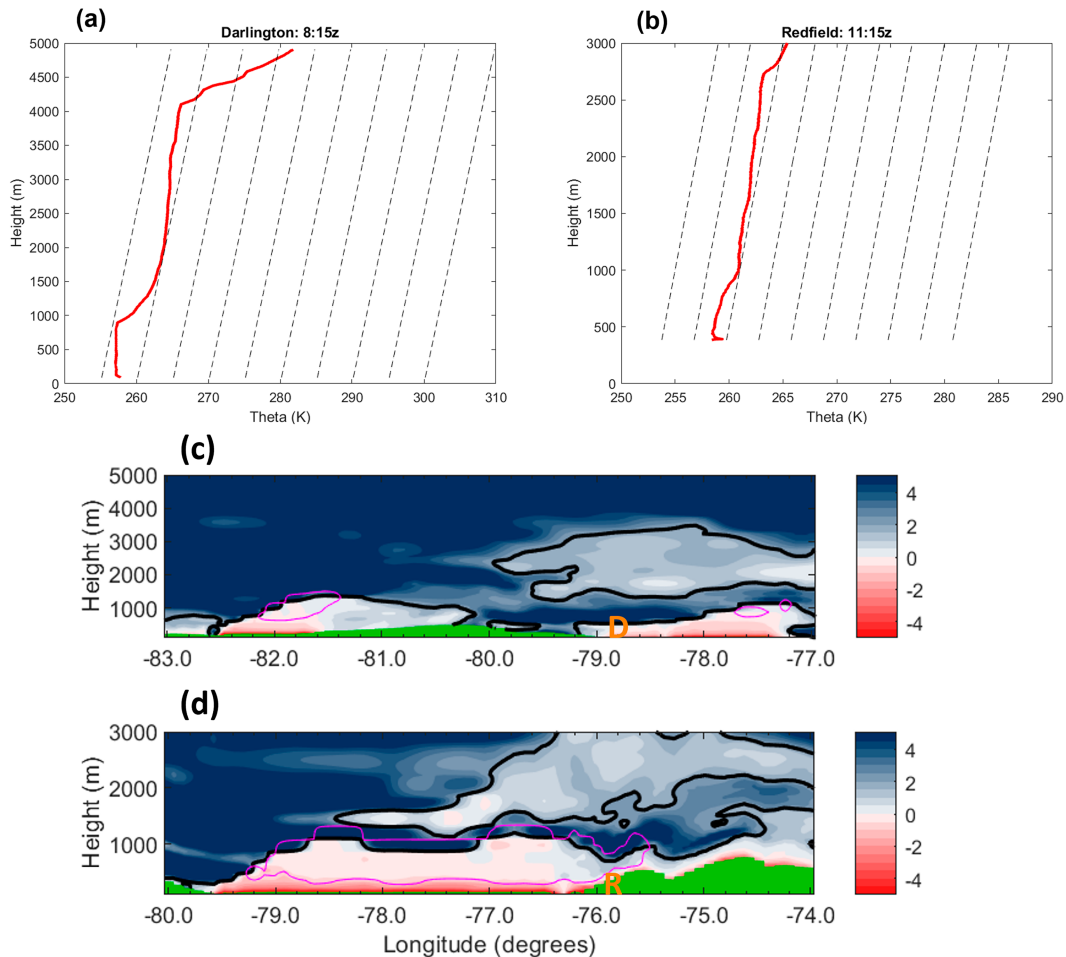 (a)
Darlington: 8:15z
5000
4500
4000
3500
3000
2500
2000
1500
1000
500
0
Height (m)
250 260 270 280 290 300 310
Theta (K)
(b)
Redfield: 11:15z
3000
2500
2000
1500
1000
500
0
Height (m)
250 255 260 265 270 275 280 285 290
Theta (K)
(c)
5000
4000
3000
2000
1000
Height (m)
D
-83.0 -82.0 -81.0 -80.0 -79.0 -78.0 -77.0
4
2
0
-2
-4
(d)
3000
2000
1000
Height (m)
R
-80.0 -79.0 -78.0 -77.0 -76.0 -75.0 -74.0
Longitude (degrees)
4
2
0
-2
-4